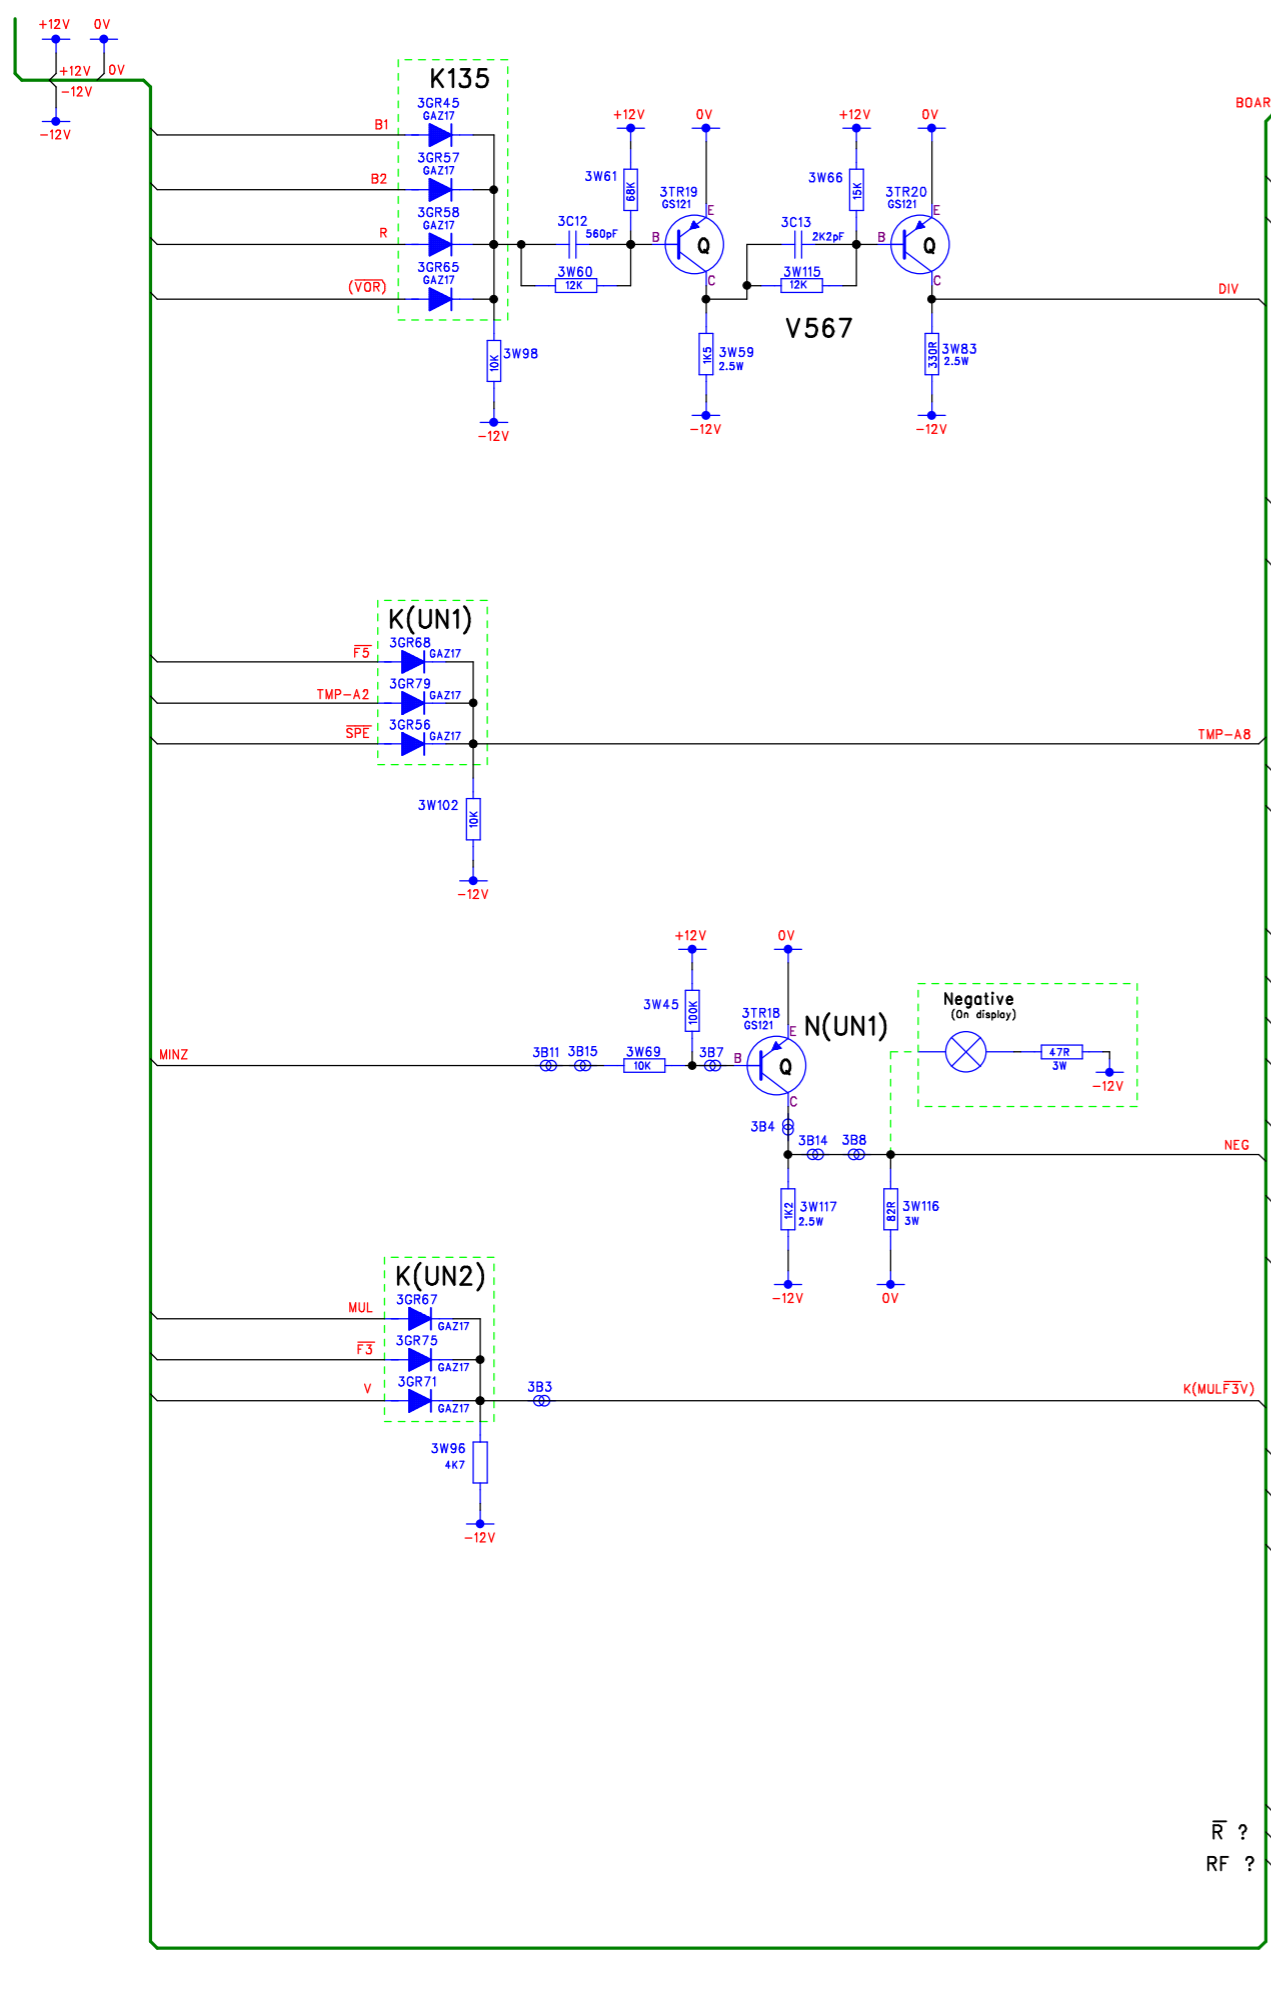 +12V 0V
+12V 0V
-12V
-12V
BOAR
K135
3GR45
GAZ17
B1
3GR57
GAZ17
B2
3GR58
GAZ17
R
3GR65
GAZ17
(V̅O̅R̅)
10K 3W98
-12V
+12V 0V
3W61 68K
3TR19
GS121
3C12
560pF
3W60
12K
B E C Q
1K5 3W59
2.5W
-12V
+12V 0V
3W66 15K
3TR20
GS121
3C13
2K2pF
3W115
12K
B E C Q
V567
DIV
330R 3W83
2.5W
-12V
K(UN1)
3GR68
F̅5̅ GAZ17
3GR79
TMP-A2 GAZ17
3GR56
S̅P̅E̅ GAZ17
TMP-A8
3W102 10K
-12V
+12V 0V
3W45 100K
3TR18
GS121
N(UN1)
Negative
(On display)
47R
3W
-12V
MINZ
3B11 3B15 3W69
10K
3B7 B E C Q
3B4
3B14 3B8
NEG
1K2 3W117
2.5W
82R 3W116
3W
-12V 0V
K(UN2)
3GR67
MUL GAZ17
3GR75
F̅3̅ GAZ17
3GR71
V GAZ17
3B3
K(MULF̅3̅V)
3W96
4K7
-12V
R̅ ?
RF ?